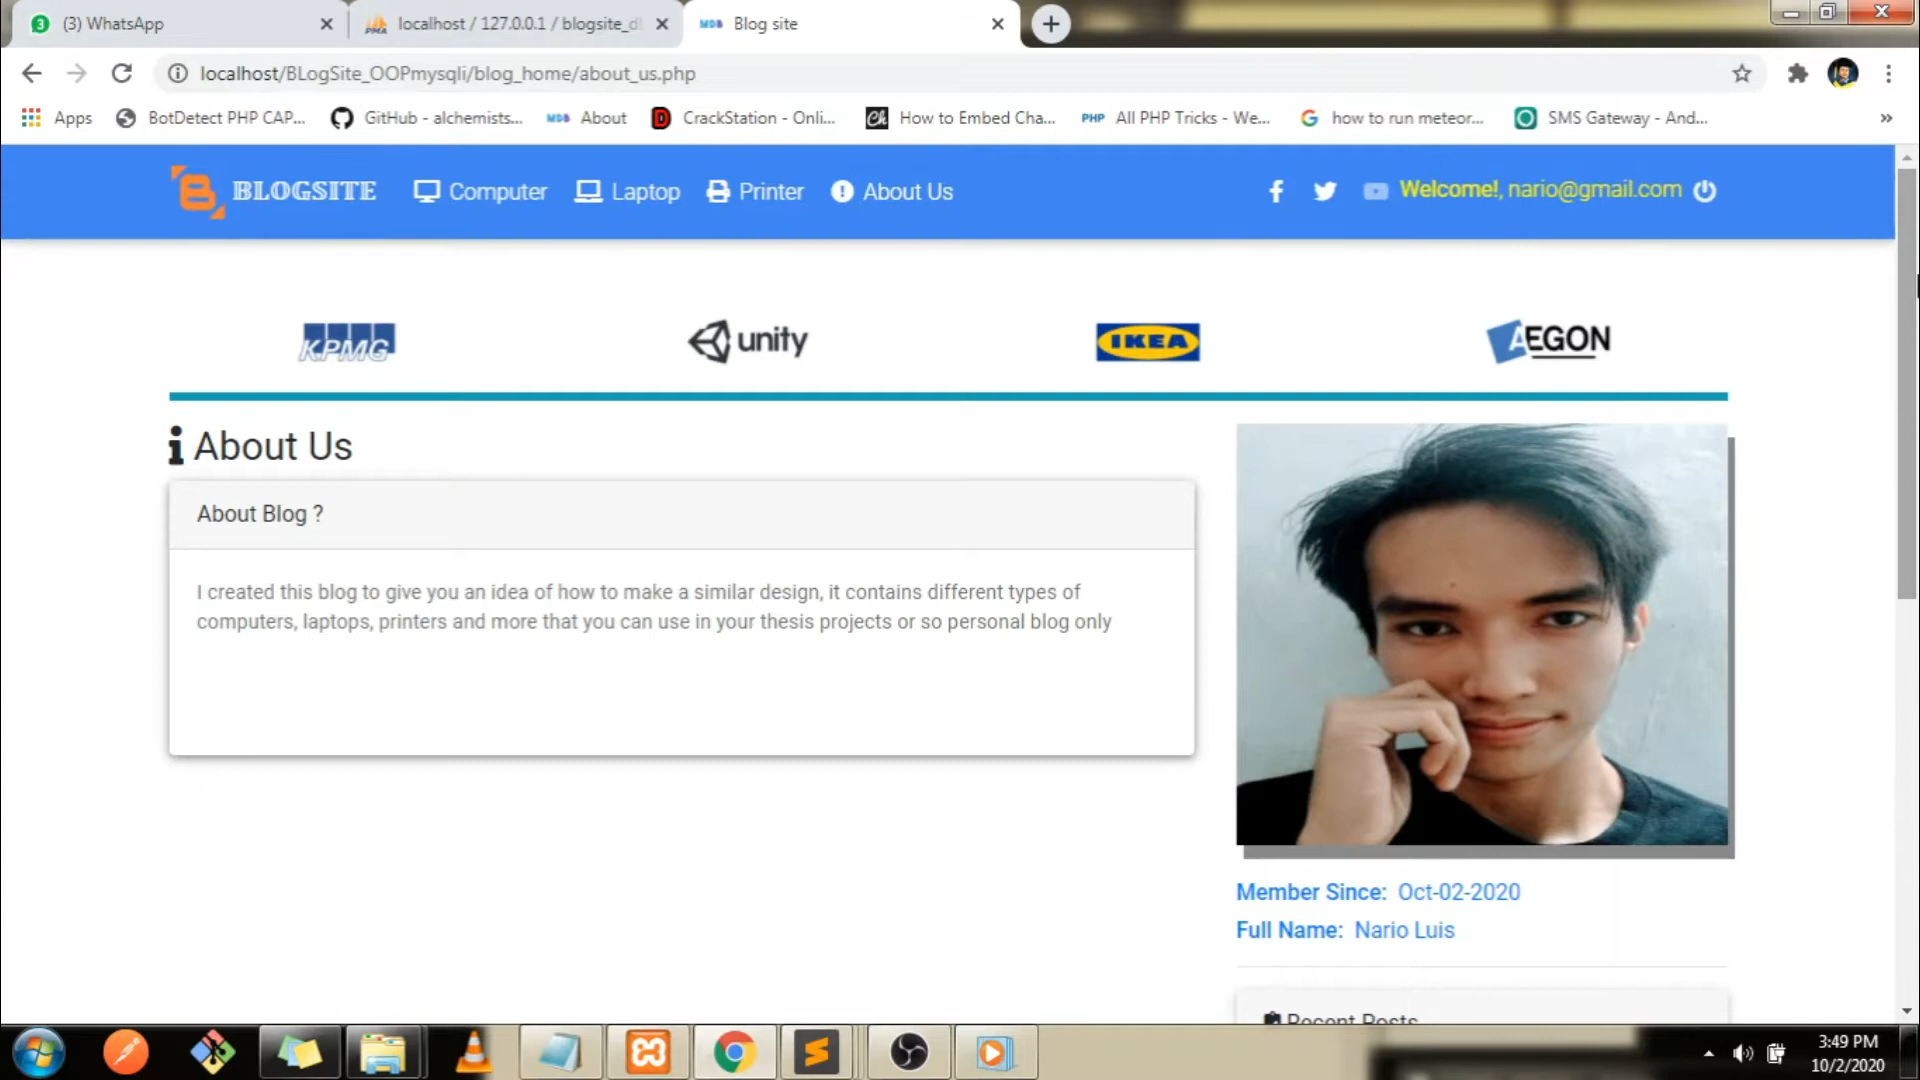 (3) WhatsApp
localhost / 127.0.0.1 / blogsite_d
Blog site
localhost/BLogSite_OOPmysqli/blog_home/about_us.php
Apps
BotDetect PHP CAP...
GitHub - alchemists...
MDB About
CrackStation - Onli...
How to Embed Cha...
PHP All PHP Tricks - We...
how to run meteor...
SMS Gateway - And...
BLOGSITE
Computer
Laptop
Printer
About Us
Welcome!, nario@gmail.com
KPMG
unity
IKEA
AEGON
About Us
About Blog ?
I created this blog to give you an idea of how to make a similar design, it contains different types of
computers, laptops, printers and more that you can use in your thesis projects or so personal blog only
Member Since: Oct-02-2020
Full Name: Nario Luis
Recent Posts
3:49 PM
10/2/2020